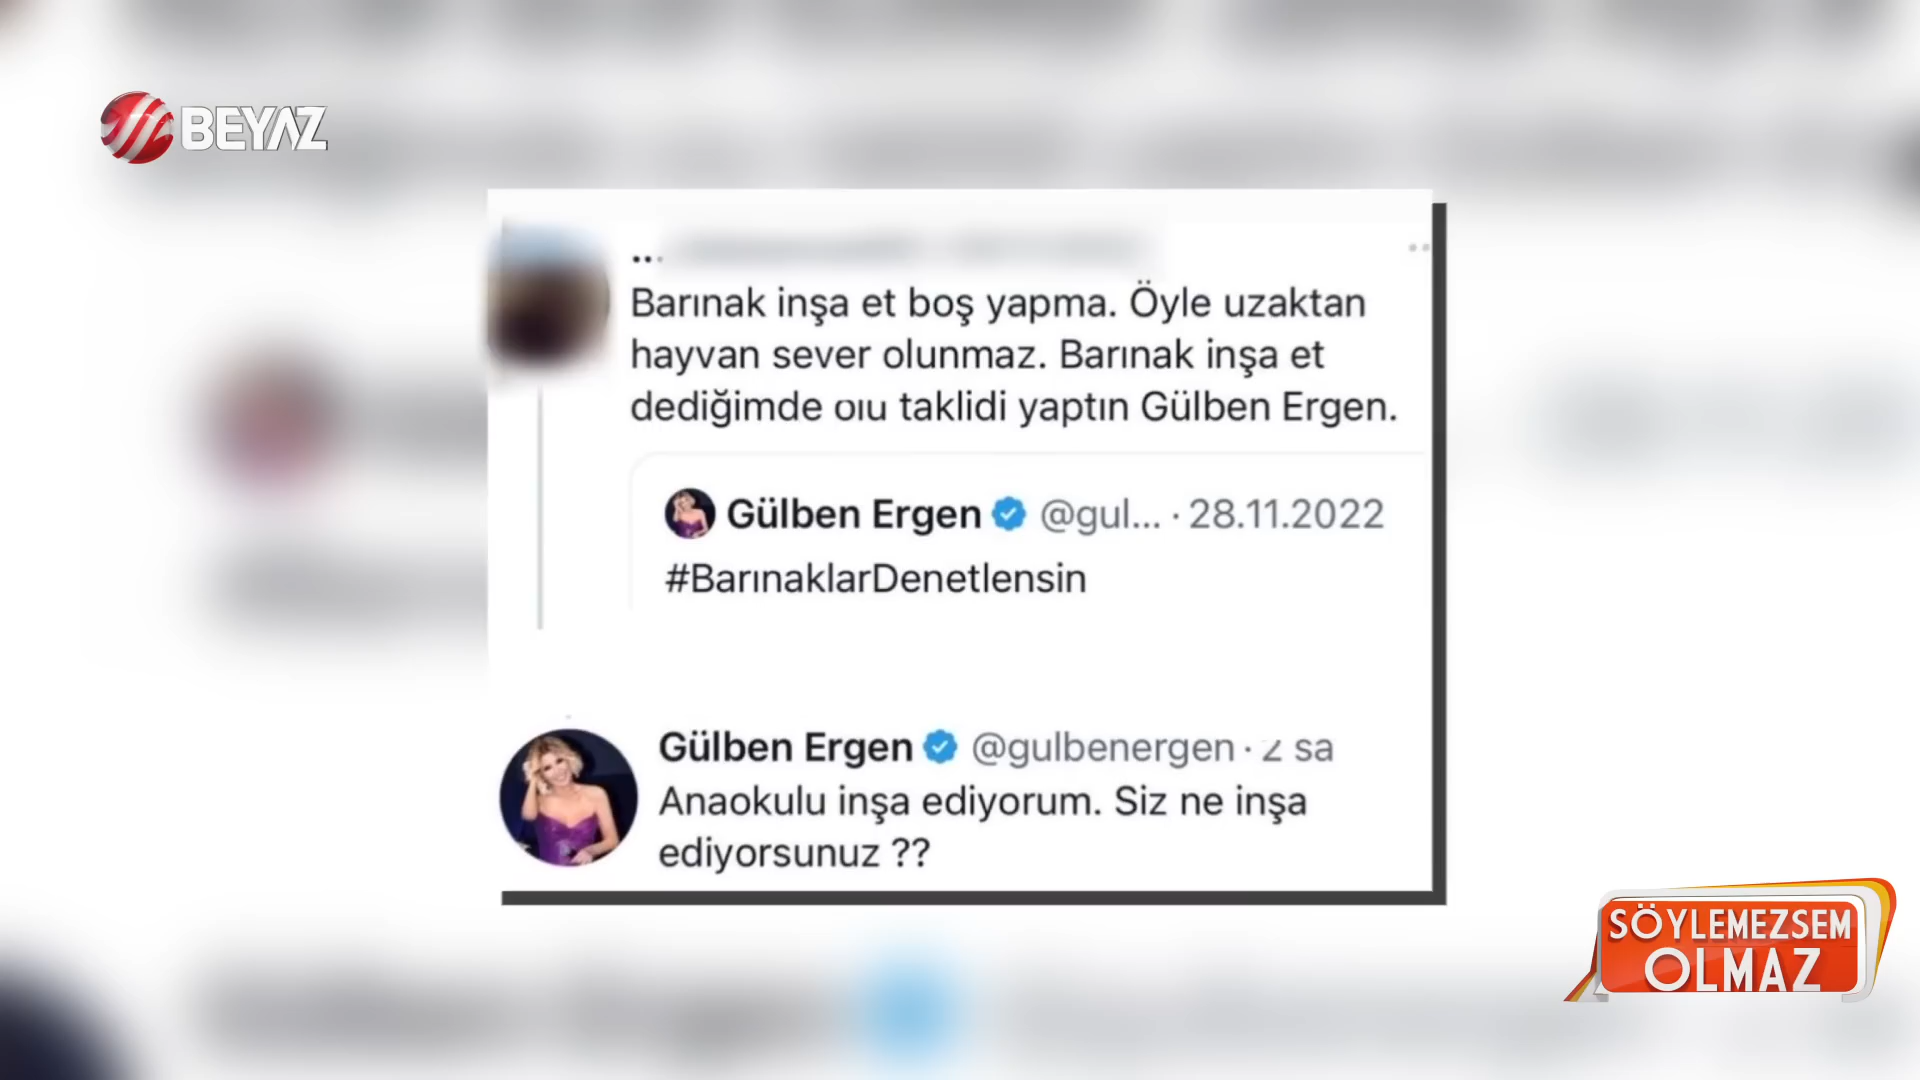 BEYAZ
Barınak inşa et boş yapma. Öyle uzaktan
hayvan sever olunmaz. Barınak inşa et
dediğimde ölü taklidi yaptın Gülben Ergen.
Gülben Ergen @gul... · 28.11.2022
#BarınaklarDenetlensin
Gülben Ergen @gulbenergen · 2 sa
Anaokulu inşa ediyorum. Siz ne inşa
ediyorsunuz ??
SÖYLEMEZSEM
OLMAZ